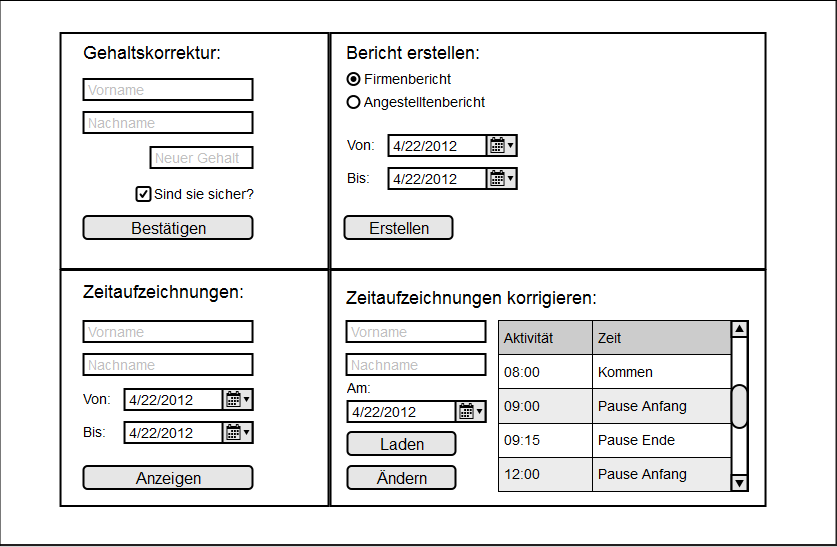 Gehaltskorrektur:
Vorname
Nachname
Neuer Gehalt
Sind sie sicher?
Bestätigen
Bericht erstellen:
Firmenbericht
Angestelltenbericht
Von: 4/22/2012
Bis: 4/22/2012
Erstellen
Zeitaufzeichnungen:
Vorname
Nachname
Von: 4/22/2012
Bis: 4/22/2012
Anzeigen
Zeitaufzeichnungen korrigieren:
Vorname
Nachname
Am:
4/22/2012
Laden
Ändern
Aktivität Zeit
08:00 Kommen
09:00 Pause Anfang
09:15 Pause Ende
12:00 Pause Anfang